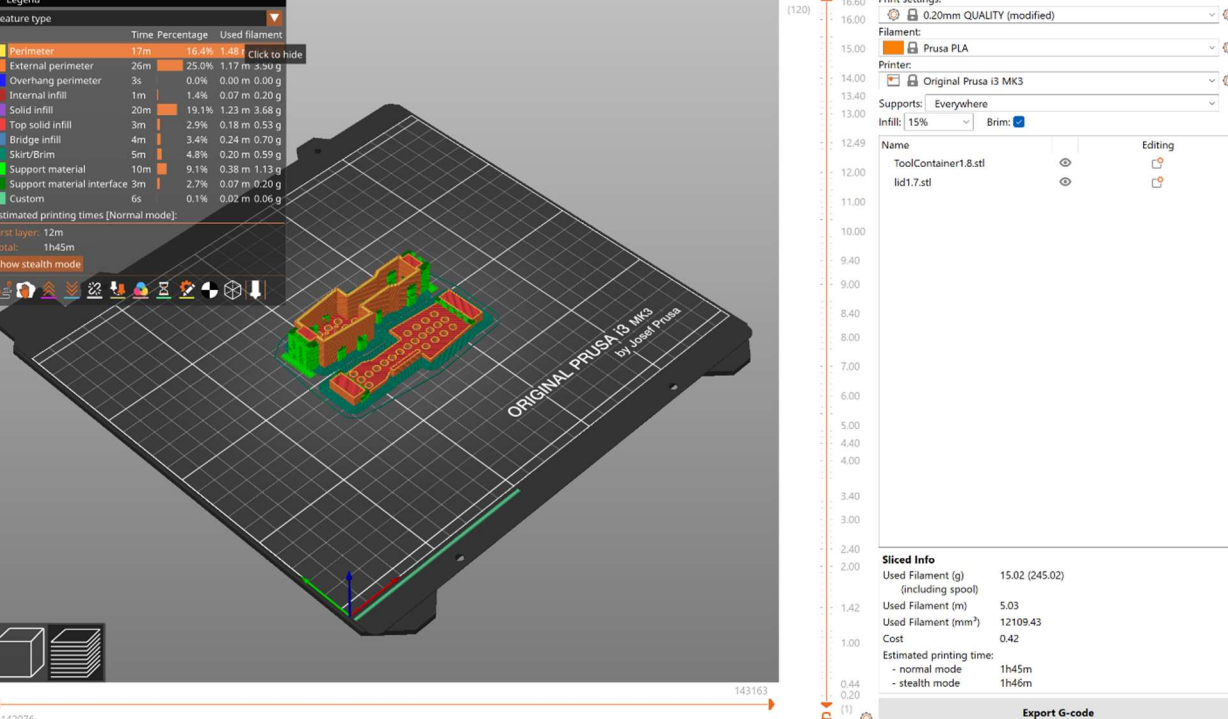 Legend
eature type
Time Percentage Used filament
Perimeter 17m 16.4% 1.48
Click to hide
External perimeter 26m 25.0% 1.17 m 3.50 g
Overhang perimeter 3s 0.0% 0.00 m 0.00 g
Internal infill 1m 1.4% 0.07 m 0.20 g
Solid infill 20m 19.1% 1.23 m 3.68 g
Top solid infill 3m 2.9% 0.18 m 0.53 g
Bridge infill 4m 3.4% 0.24 m 0.70 g
Skirt/Brim 5m 4.8% 0.20 m 0.59 g
Support material 10m 9.1% 0.38 m 1.13 g
Support material interface 3m 2.7% 0.07 m 0.20 g
Custom 6s 0.1% 0.02 m 0.06 g
stimated printing times [Normal mode]:
rst layer: 12m
otal: 1h45m
how stealth mode
ORIGINAL PRUSA i3 MK3
by Josef Prusa
143163
(120)
16.60
16.00
15.00
14.00
13.40
13.00
12.49
12.00
11.00
10.00
9.40
9.00
8.40
8.00
7.00
6.00
5.00
4.40
4.00
3.40
3.00
2.40
2.00
1.42
1.00
0.44
0.20
(1)
Print settings:
0.20mm QUALITY (modified)
Filament:
Prusa PLA
Printer:
Original Prusa i3 MK3
Supports: Everywhere
Infill: 15% Brim:
Name Editing
ToolContainer1.8.stl
lid1.7.stl
Sliced Info
Used Filament (g) 15.02 (245.02)
(including spool)
Used Filament (m) 5.03
Used Filament (mm³) 12109.43
Cost 0.42
Estimated printing time:
- normal mode 1h45m
- stealth mode 1h46m
Export G-code